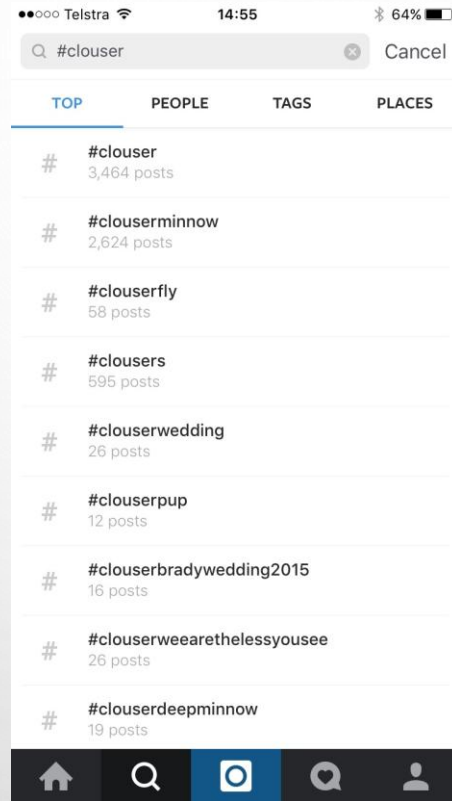 Telstra 14:55 64%
#clouser Cancel
TOP PEOPLE TAGS PLACES
#clouser
3,464 posts
#clouserminnow
2,624 posts
#clouserfly
58 posts
#clousers
595 posts
#clouserwedding
26 posts
#clouserpup
12 posts
#clouserbradywedding2015
16 posts
#clouserweearethelessyousee
26 posts
#clouserdeepminnow
19 posts